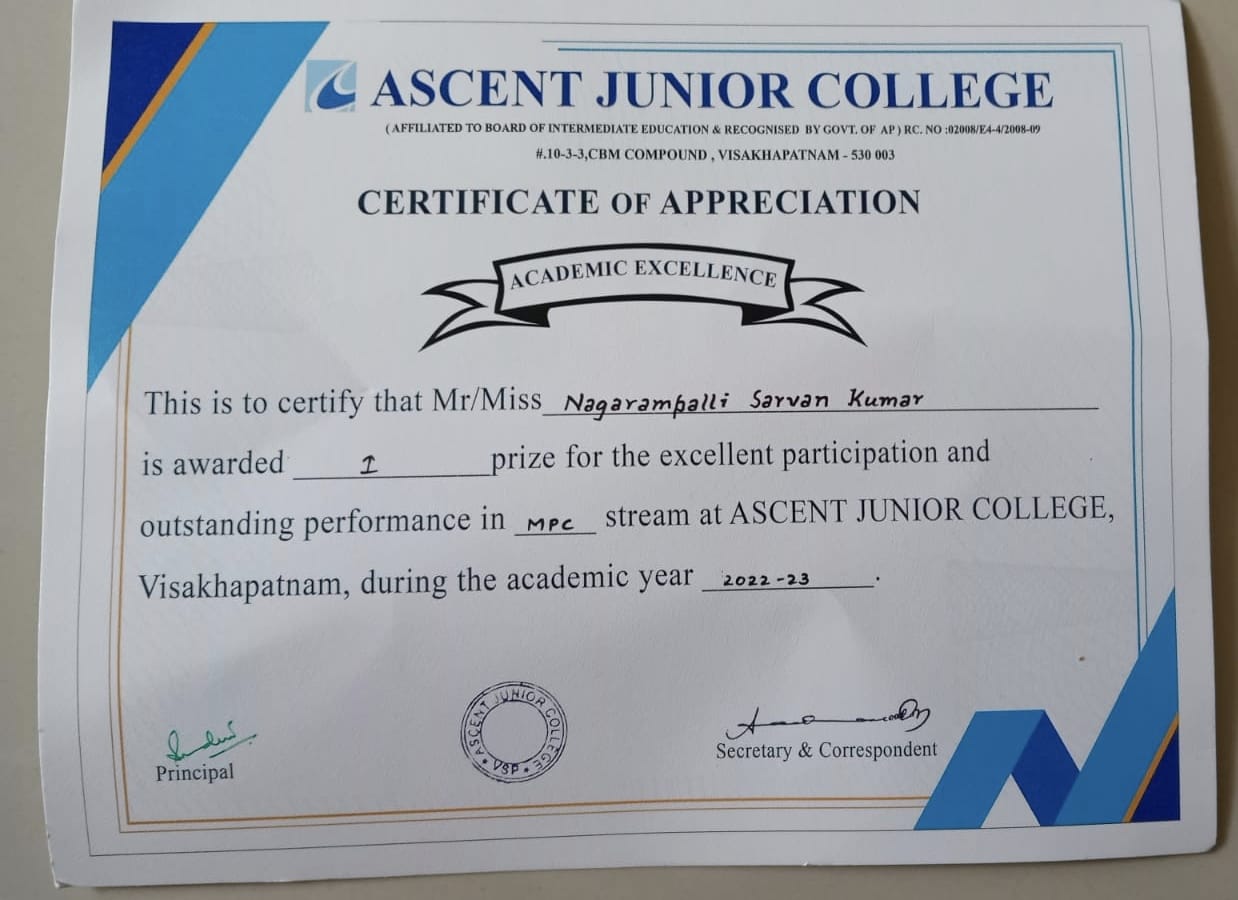 ASCENT JUNIOR COLLEGE
( AFFILIATED TO BOARD OF INTERMEDIATE EDUCATION & RECOGNISED BY GOVT. OF AP ) RC. NO :02008/E4-4/2008-09
#.10-3-3,CBM COMPOUND , VISAKHAPATNAM - 530 003
CERTIFICATE OF APPRECIATION
ACADEMIC EXCELLENCE
This is to certify that Mr/Miss Nagarampalli Sarvan Kumar
is awarded I prize for the excellent participation and
outstanding performance in MPC stream at ASCENT JUNIOR COLLEGE,
Visakhapatnam, during the academic year 2022-23.
ASCENT JUNIOR COLLEGE
VSP
Principal
Secretary & Correspondent